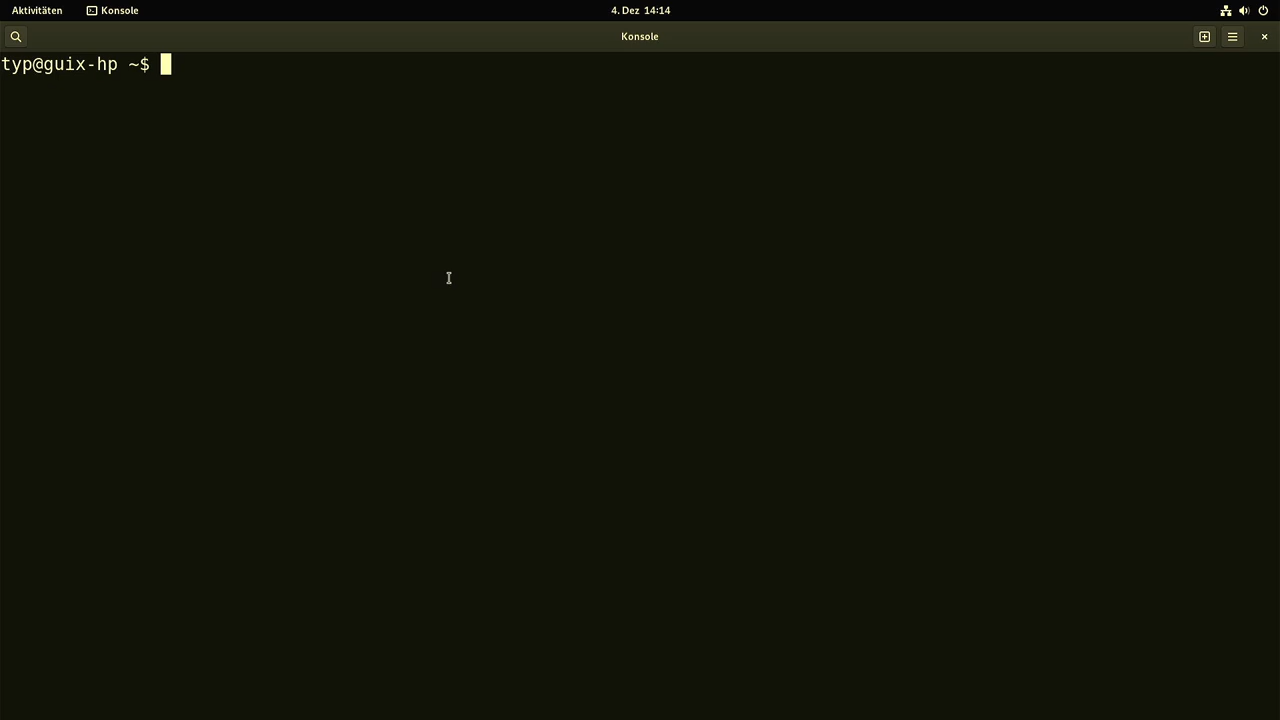 Aktivitäten
Konsole
4. Dez 14:14
Konsole
typ@guix-hp ~$